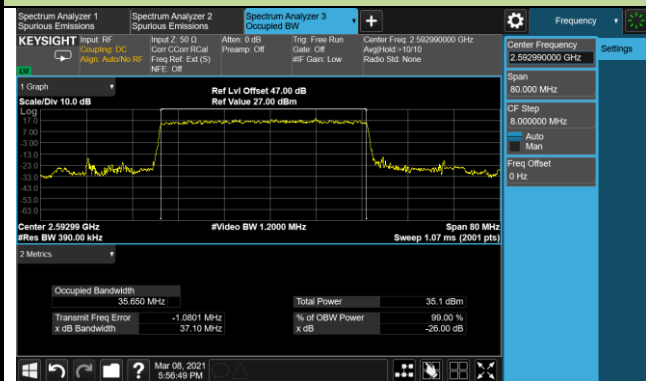 Spectrum Analyzer 1
Spurious Emissions
Spectrum Analyzer 2
Spurious Emissions
Spectrum Analyzer 3
Occupied BW
Frequency
KEYSIGHT
Input: RF
Coupling: DC
Align: Auto/No RF
Input Z: 50 Ω
Corr CCorr RCal
Freq Ref: Ext (S)
NFE: Off
Atten: 0 dB
Preamp: Off
Trig: Free Run
Gate: Off
#IF Gain: Low
Center Freq: 2.592990000 GHz
Avg|Hold:>10/10
Radio Std: None
Center Frequency
2.592990000 GHz
Settings
Span
80.000 MHz
CF Step
8.000000 MHz
Auto
Man
Freq Offset
0 Hz
1 Graph
Scale/Div 10.0 dB
Ref Lvl Offset 47.00 dB
Ref Value 27.00 dBm
Log
17.0
7.00
-3.00
-13.0
-23.0
-33.0
-43.0
-53.0
-63.0
Center 2.59299 GHz
#Res BW 390.00 kHz
#Video BW 1.2000 MHz
Span 80 MHz
Sweep 1.07 ms (2001 pts)
2 Metrics
Occupied Bandwidth
35.650 MHz
Total Power 35.1 dBm
Transmit Freq Error -1.0801 MHz
% of OBW Power 99.00 %
x dB Bandwidth 37.10 MHz
x dB -26.00 dB
Mar 08, 2021
5:56:49 PM